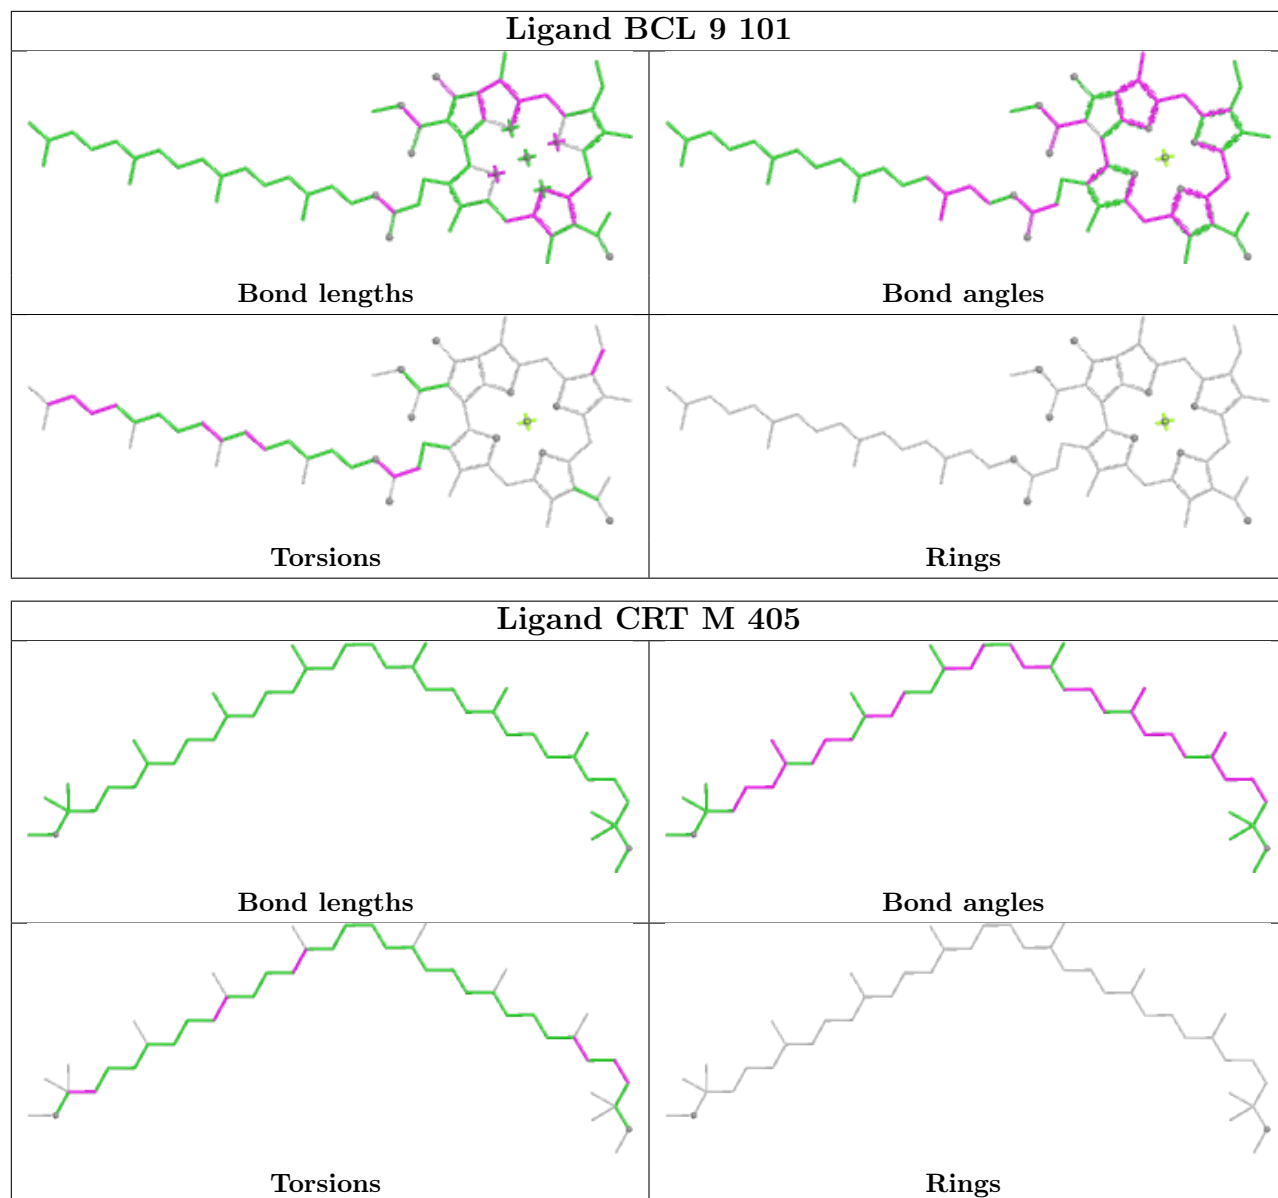 Ligand BCL 9 101
Bond lengths
Bond angles
Torsions
Rings
Ligand CRT M 405
Bond lengths
Bond angles
Torsions
Rings